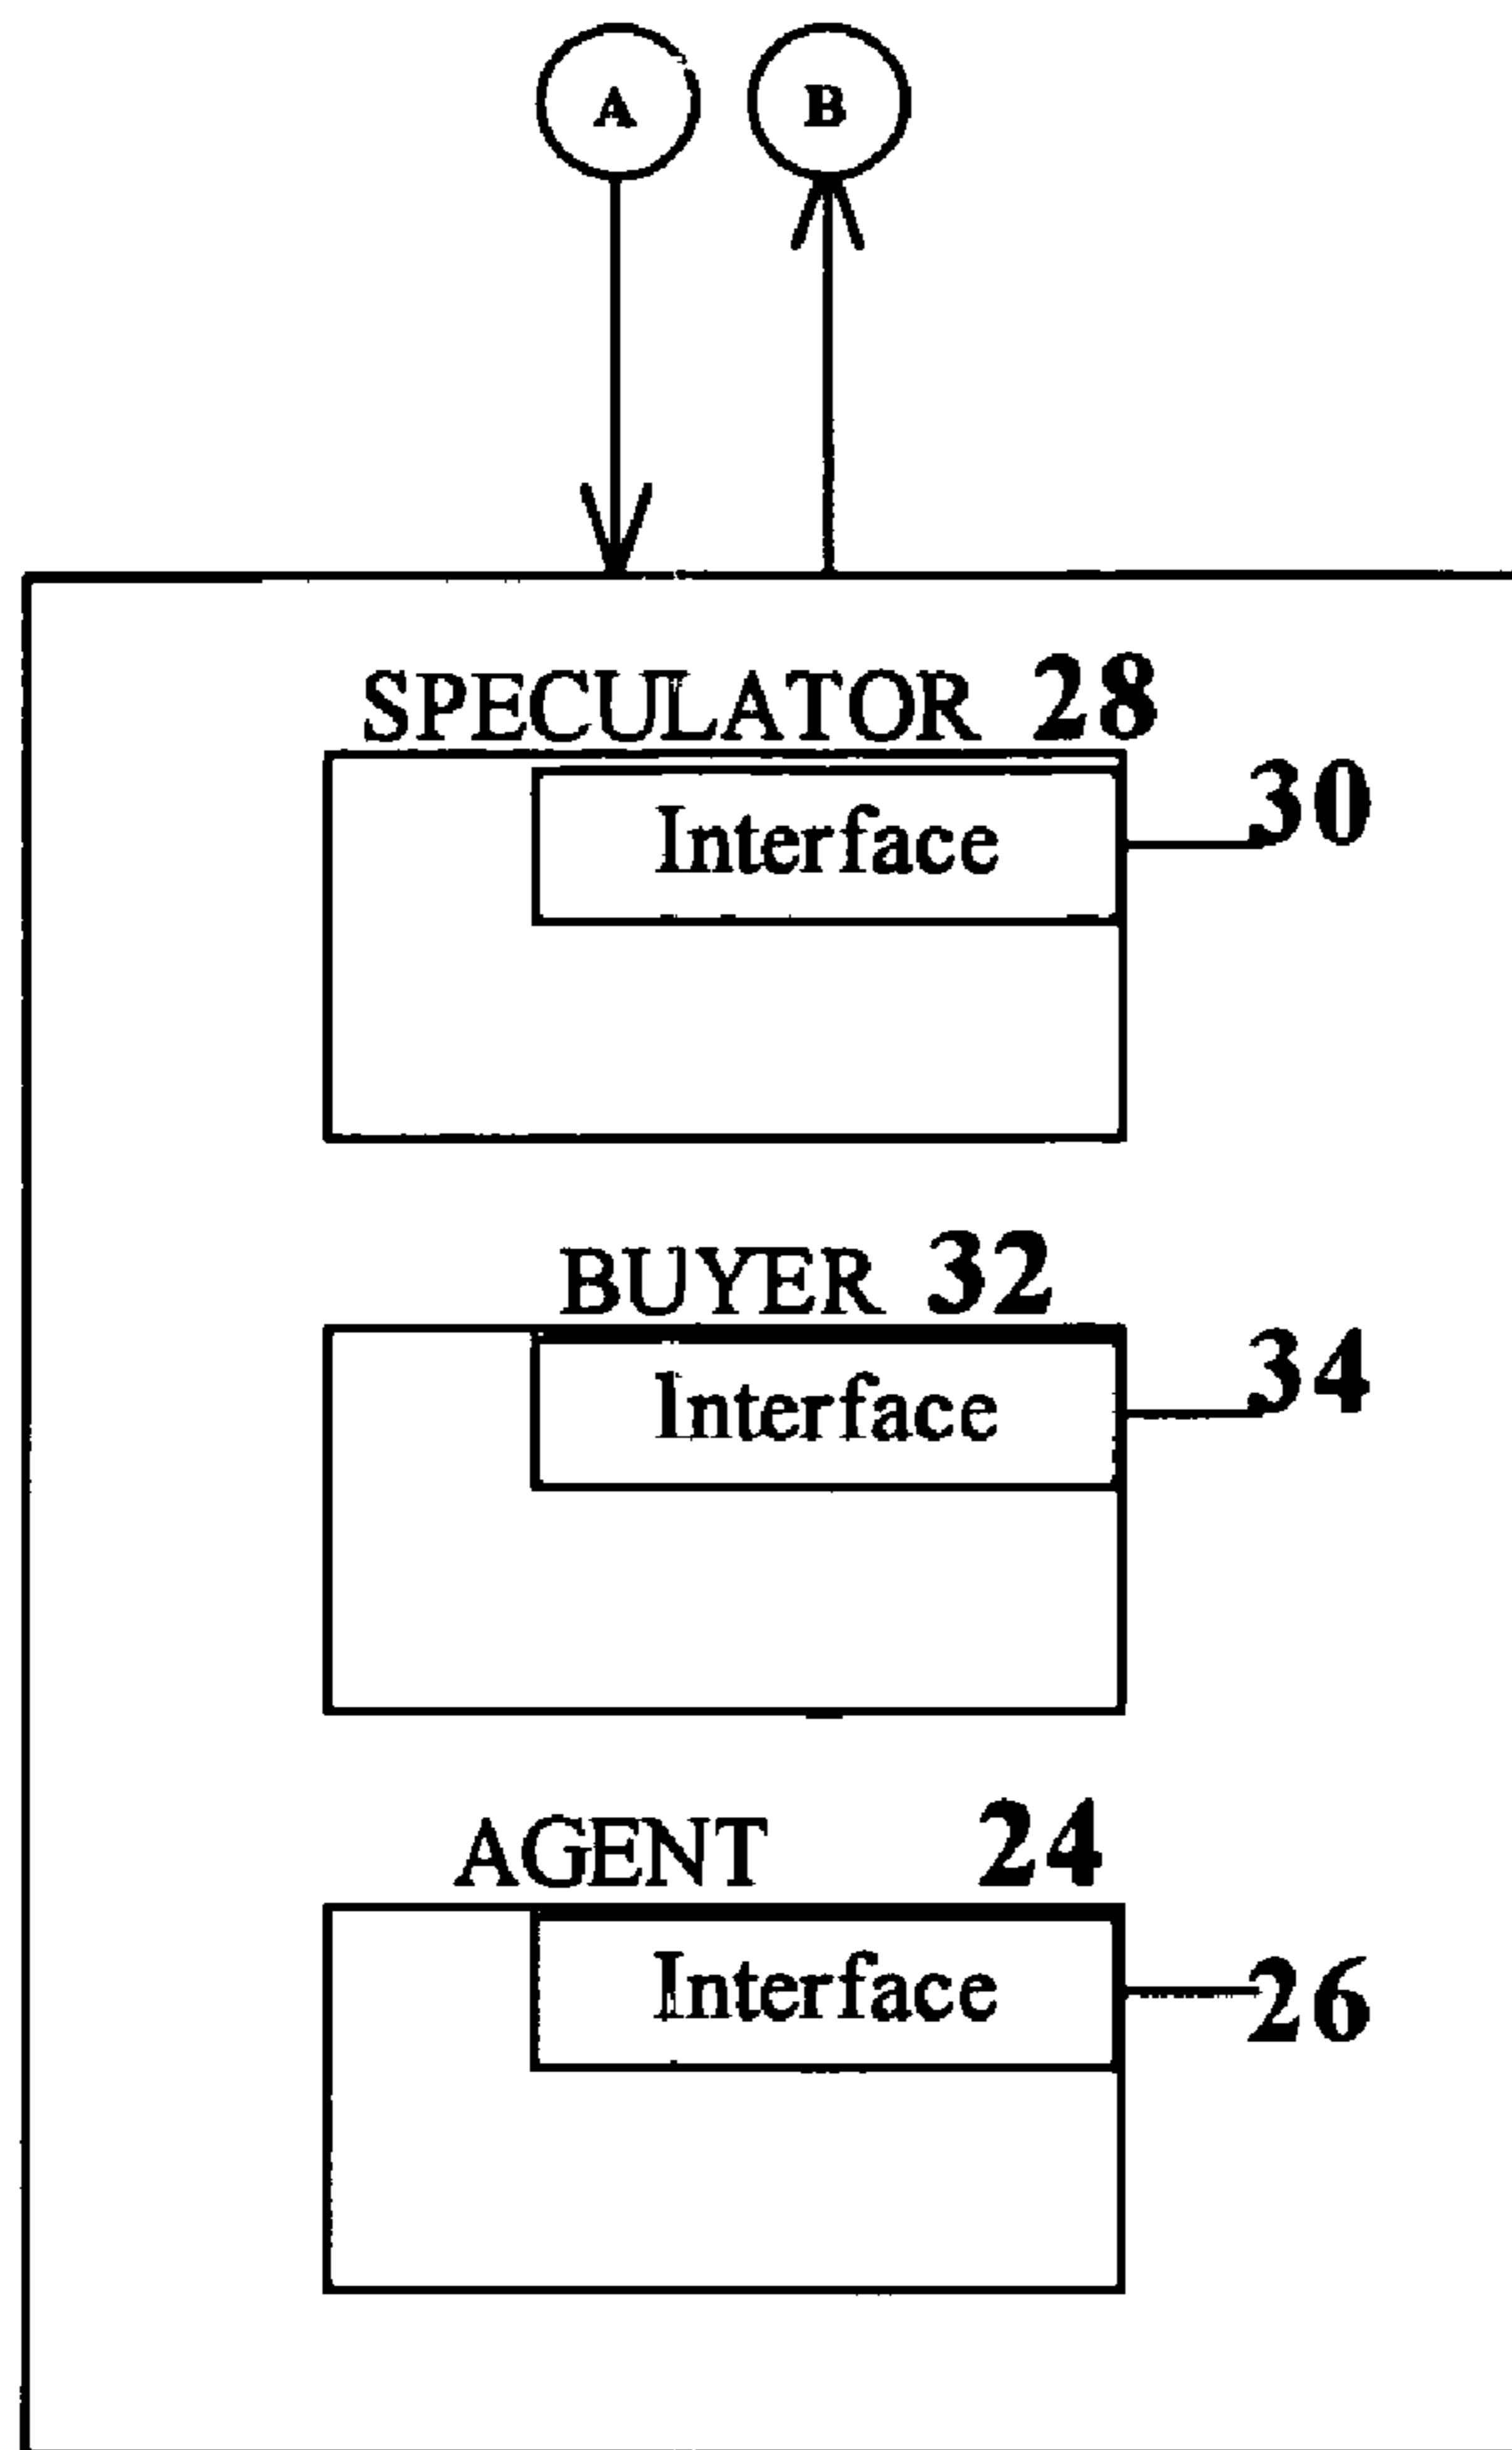 A B
SPECULATOR 28
Interface 30
BUYER 32
Interface 34
AGENT 24
Interface 26